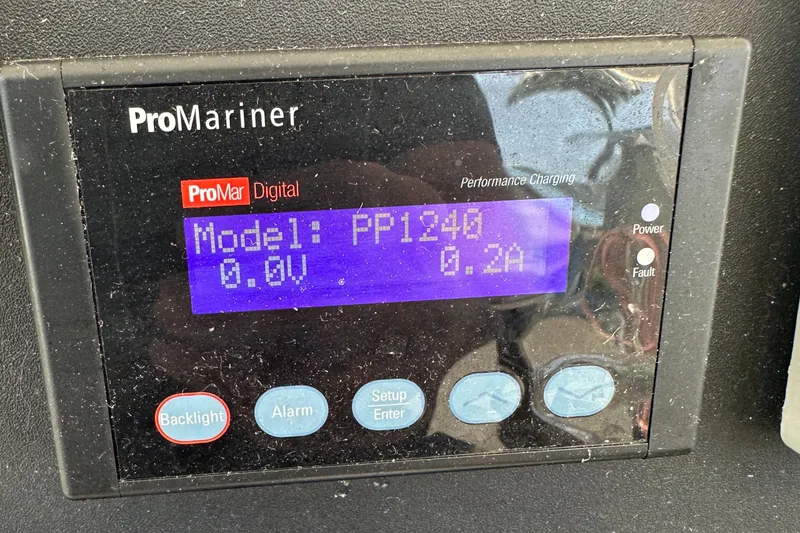 ProMariner
ProMar Digital
Performance Charging
Model: PP1240
0.0V 0.2A
Power
Fault
Backlight
Alarm
Setup
Enter